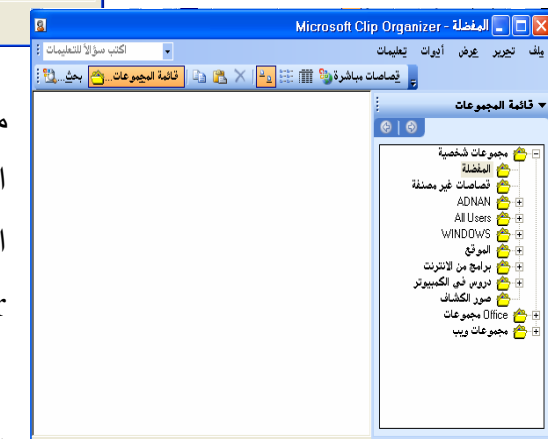 المفضلة - Microsoft Clip Organizer
ملف تحرير عرض أدوات تعليمات
اكتب سؤالاً للتعليمات
قصاصات مباشرة
قائمة المجموعات...
بحث...
قائمة المجموعات
مجموعات شخصية
المفضلة
قصاصات غير مصنفة
ADNAN
All Users
WINDOWS
الموقع
برامج من الانترنت
دروس في الكمبيوتر
صور الكشاف
Office مجموعات
مجموعات ويب